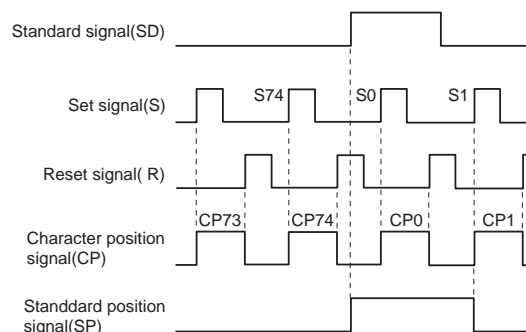 Standard signal(SD)
S74 S0 S1
Set signal(S)
Reset signal( R)
CP73 CP74 CP0 CP1
Character position
signal(CP)
Standdard position
signal(SP)